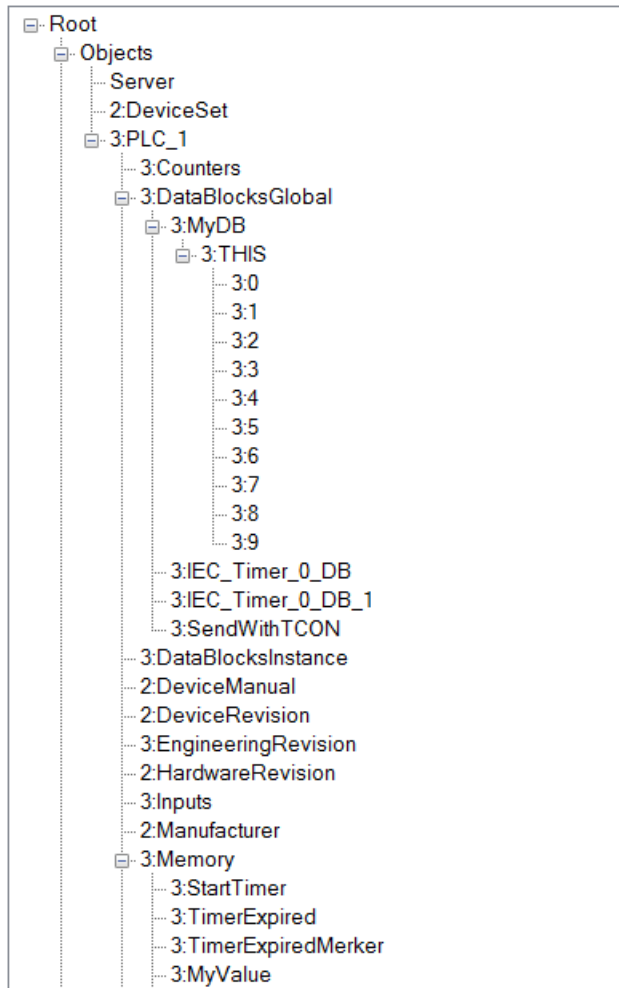 Root
Objects
Server
2:DeviceSet
3:PLC_1
3:Counters
3:DataBlocksGlobal
3:MyDB
3:THIS
3:0
3:1
3:2
3:3
3:4
3:5
3:6
3:7
3:8
3:9
3:IEC_Timer_0_DB
3:IEC_Timer_0_DB_1
3:SendWithTCON
3:DataBlocksInstance
2:DeviceManual
2:DeviceRevision
3:EngineeringRevision
2:HardwareRevision
3:Inputs
2:Manufacturer
3:Memory
3:StartTimer
3:TimerExpired
3:TimerExpiredMerker
3:MyValue